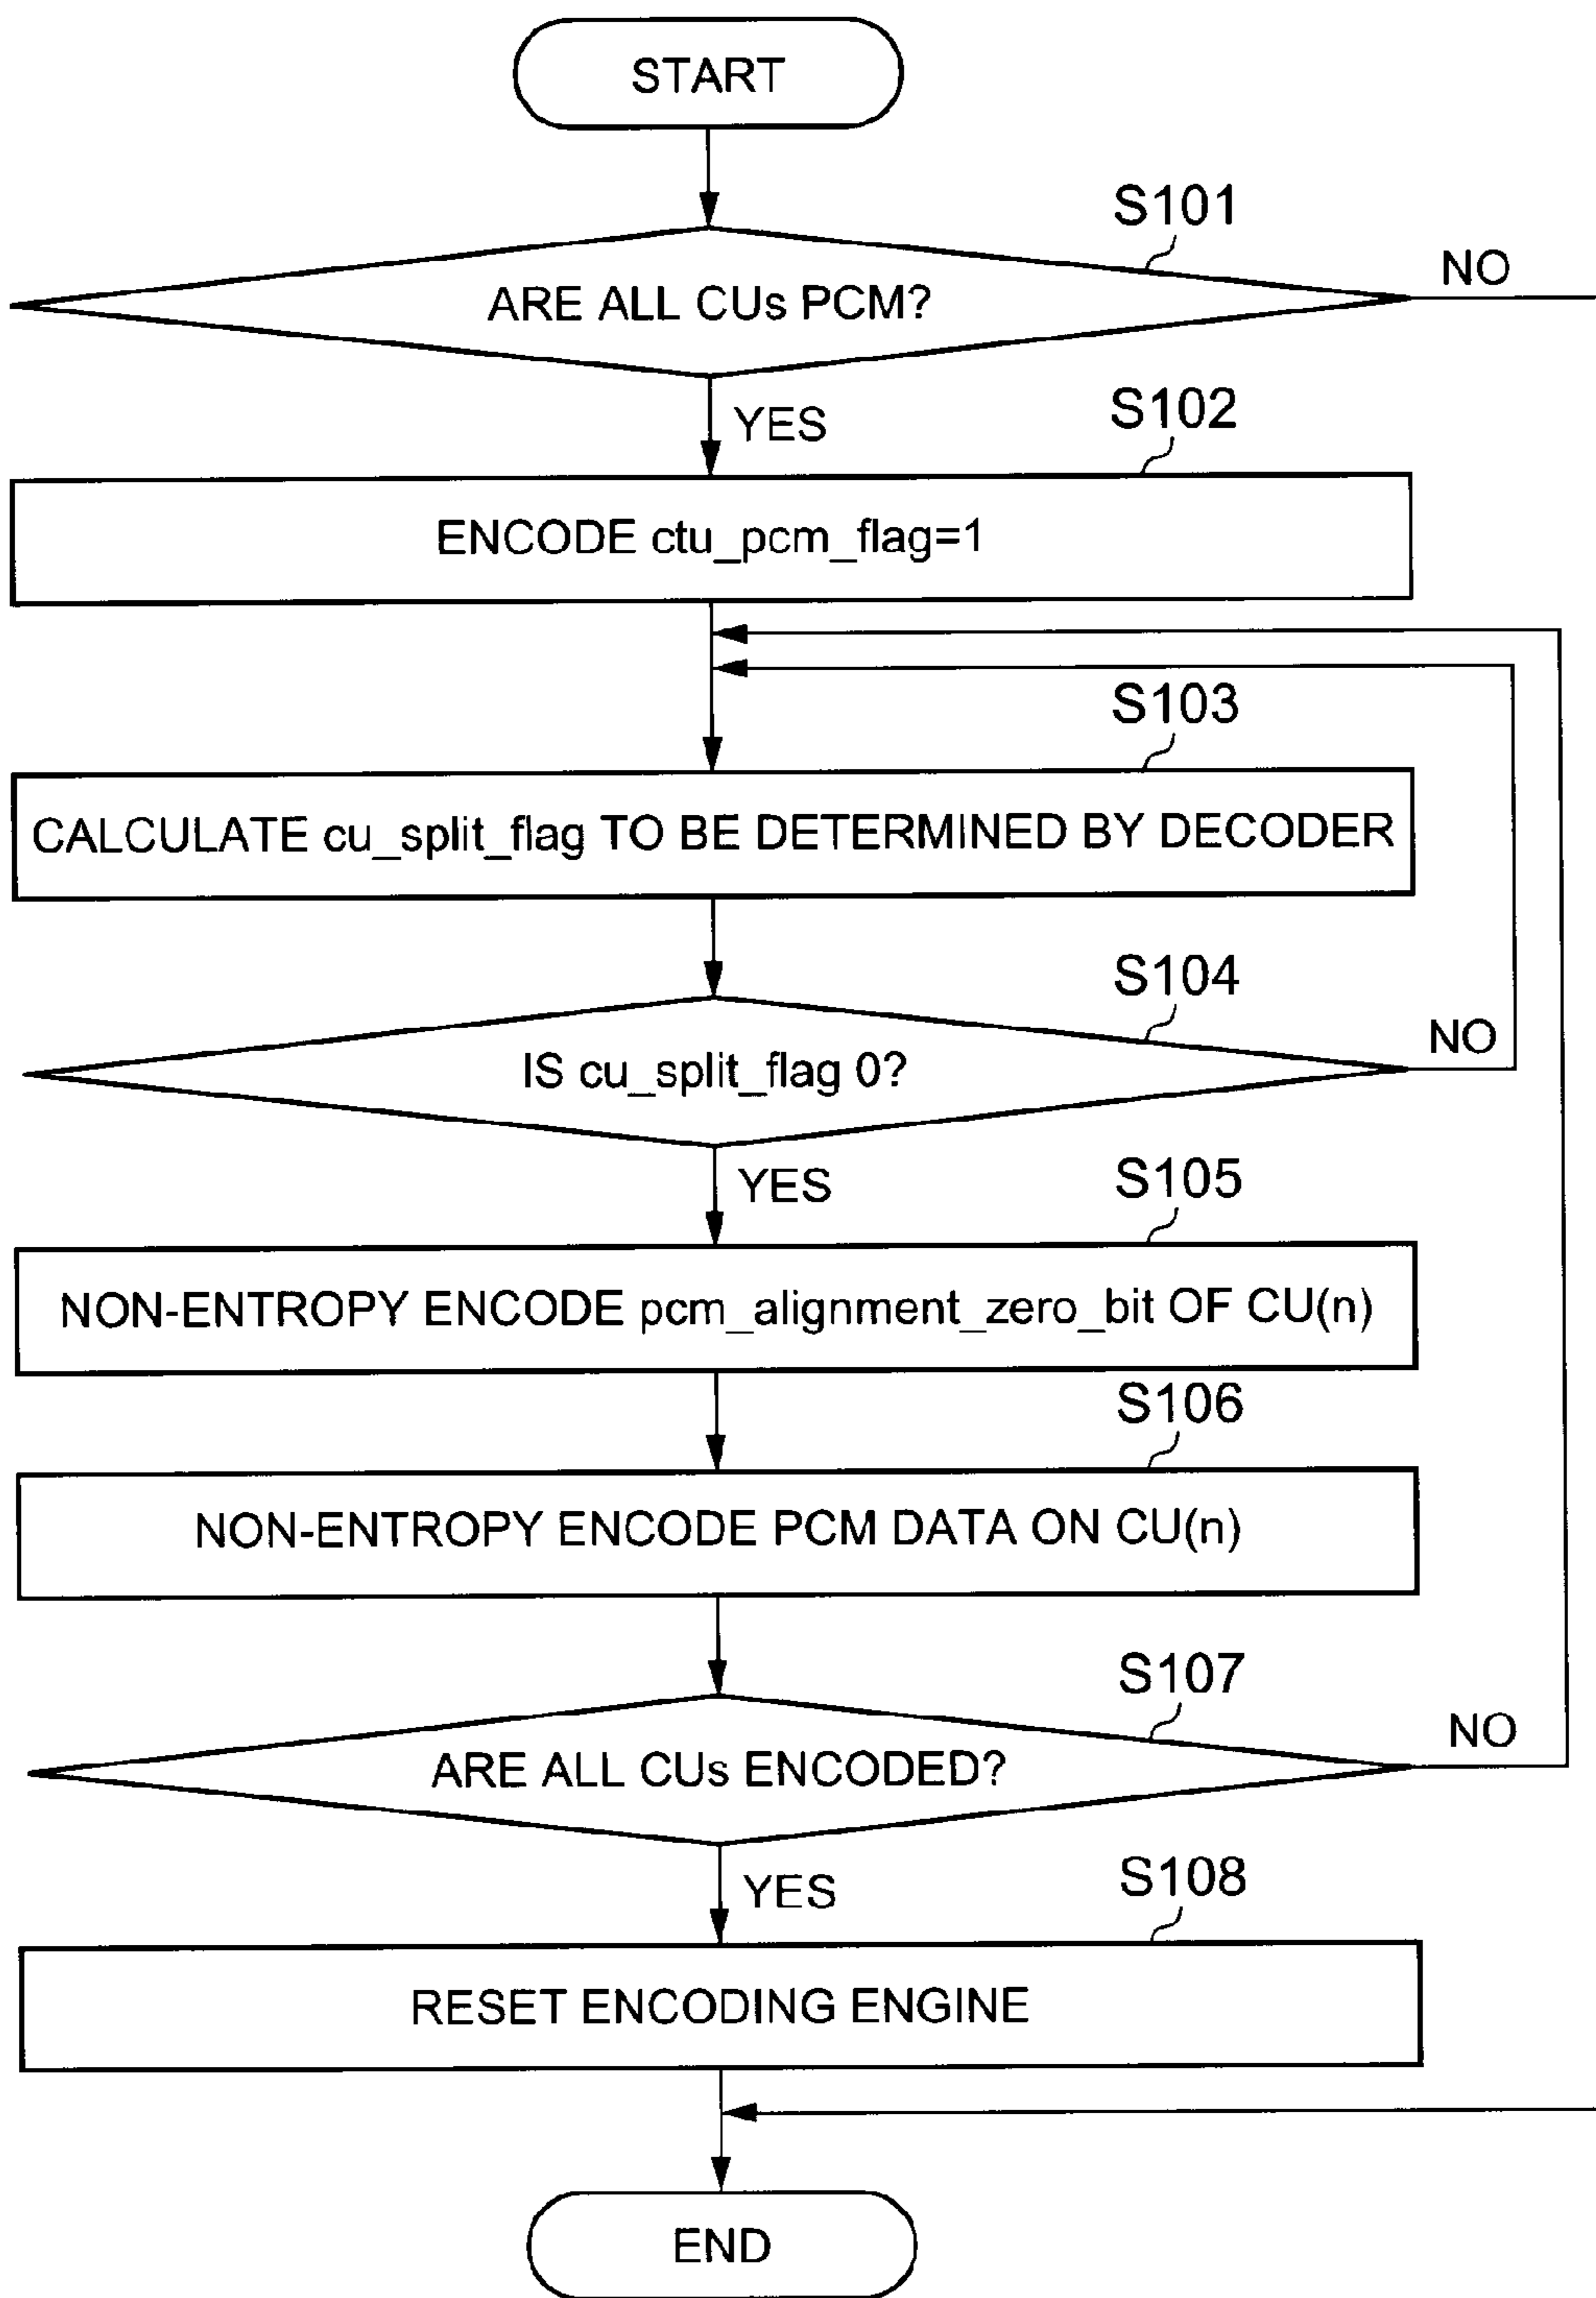 START
S101
ARE ALL CUs PCM?
NO
YES
S102
ENCODE ctu_pcm_flag=1
S103
CALCULATE cu_split_flag TO BE DETERMINED BY DECODER
S104
IS cu_split_flag 0?
NO
YES
S105
NON-ENTROPY ENCODE pcm_alignment_zero_bit OF CU(n)
S106
NON-ENTROPY ENCODE PCM DATA ON CU(n)
S107
ARE ALL CUs ENCODED?
NO
YES
S108
RESET ENCODING ENGINE
END